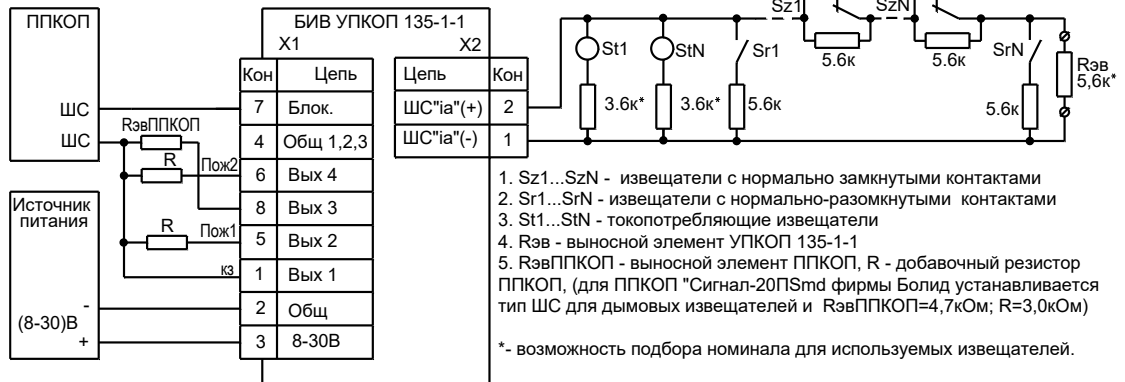 ППКОП
БИВ УПКОП 135-1-1
X1 X2
Кон Цепь
Цепь Кон
ШС 7 Блок.
ШС"ia"(+) 2
ШС RэвППКОП 4 Общ 1,2,3
ШС"ia"(-) 1
R Пож2 6 Вых 4
8 Вых 3
Источник питания
R Пож1 5 Вых 2
кз 1 Вых 1
- 2 Общ
(8-30)В
+ 3 8-30В
Sz1 SzN
St1 StN Sr1 5.6к 5.6к SrN
Rэв
5,6к*
3.6к* 3.6к* 5.6к 5.6к
1. Sz1...SzN - извещатели с нормально замкнутыми контактами
2. Sr1...SrN - извещатели с нормально-разомкнутыми контактами
3. St1...StN - токопотребляющие извещатели
4. Rэв - выносной элемент УПКОП 135-1-1
5. RэвППКОП - выносной элемент ППКОП, R - добавочный резистор
ППКОП, (для ППКОП "Сигнал-20ПSmd фирмы Болид устанавливается
тип ШС для дымовых извещателей и RэвППКОП=4,7кОм; R=3,0кОм)
*- возможность подбора номинала для используемых извещателей.